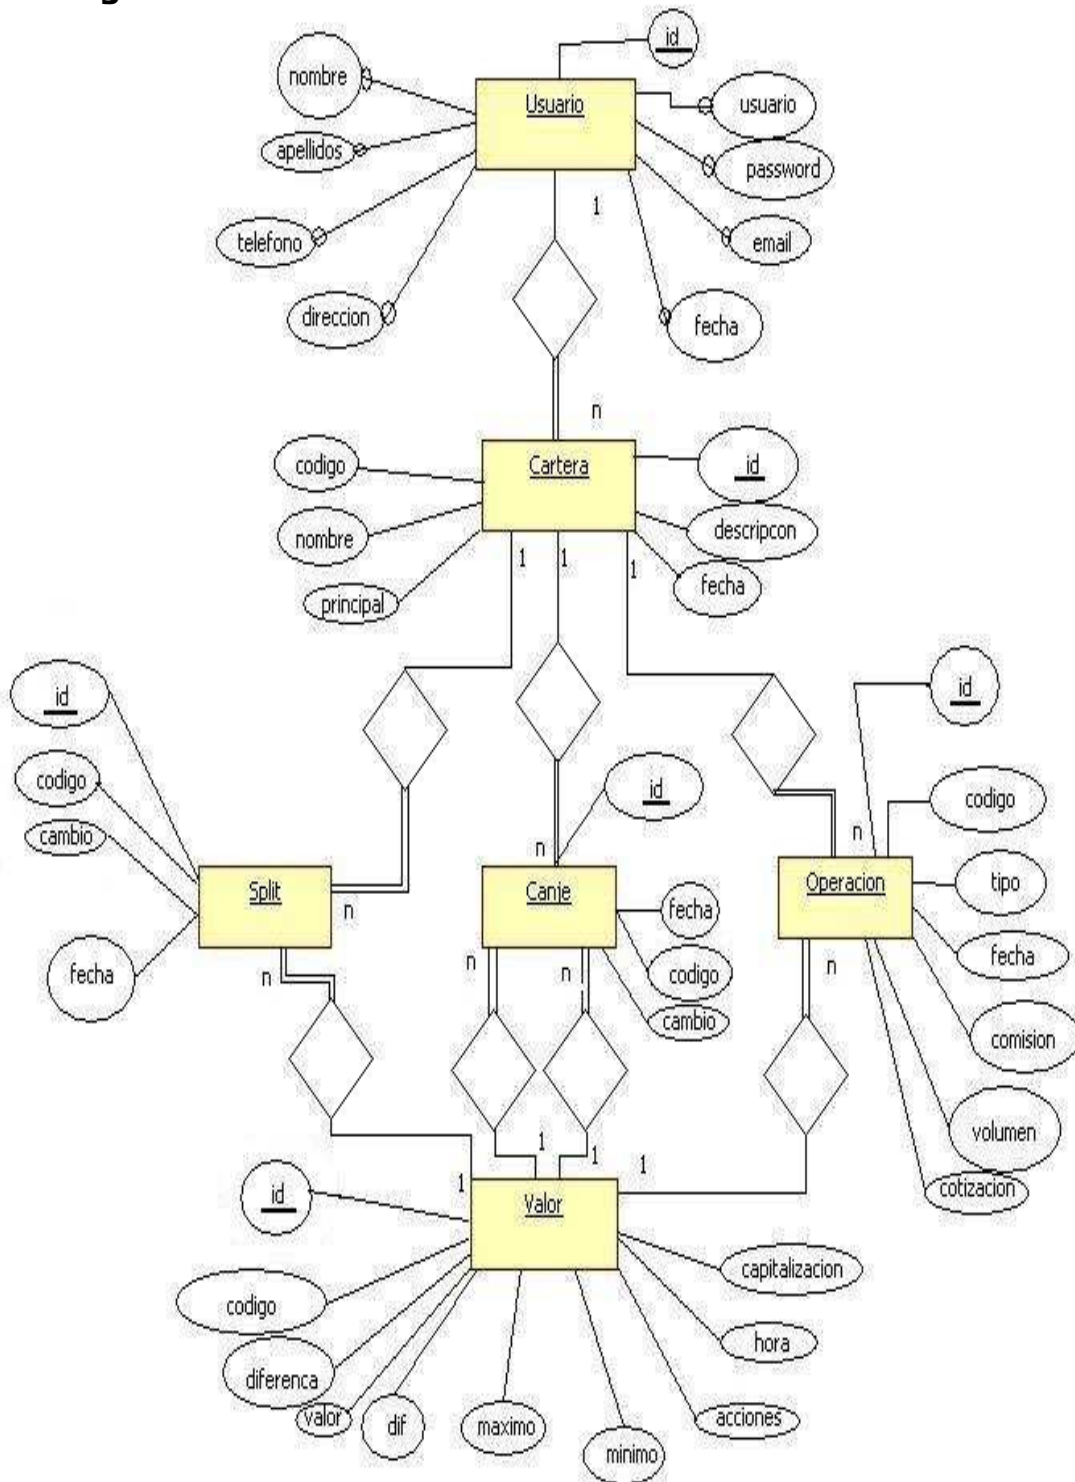 id
nombre
Usuario
usuario
apellidos
password
1
telefono
email
direccion
fecha
n
Cartera
codigo
id
nombre
descripcon
1
1
1
fecha
principal
id
id
codigo
cambio
codigo
n
n
Split
Canje
Operacion
tipo
n
fecha
fecha
fecha
n
n
n
n
codigo
cambio
comision
volumen
1
1
1
1
cotizacion
id
Valor
capitalizacion
codigo
hora
diferenca
valor
dif
maximo
minimo
acciones